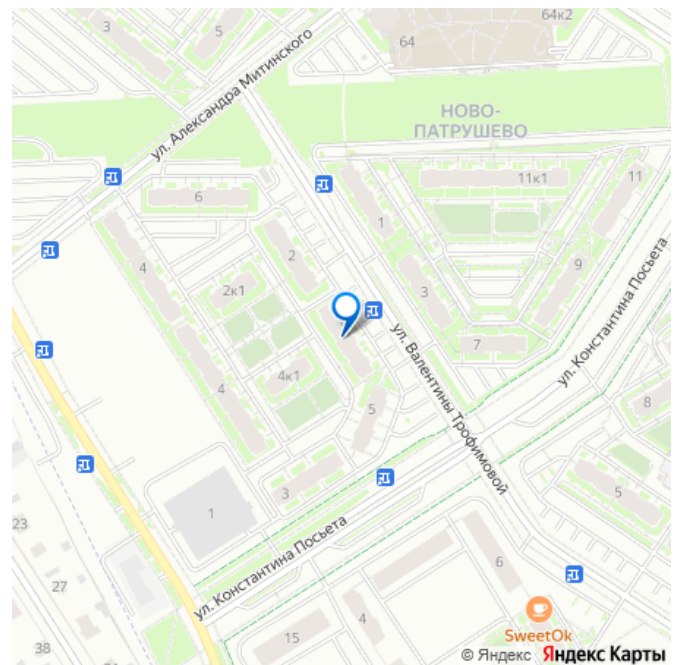 3
5
64
64к2
ул. Александра Митинского
НОВО-
ПАТРУШЕВО
11к1
11
6
1
4
2
2к1
3
9
7
4к1
4
5
ул. Валентины Трофимовой
ул. Константина Посьета
8
3
1
5
23
27
38
ул. Константина Посьета
4
15
6
SweetOk
© Яндекс Яндекс Карты